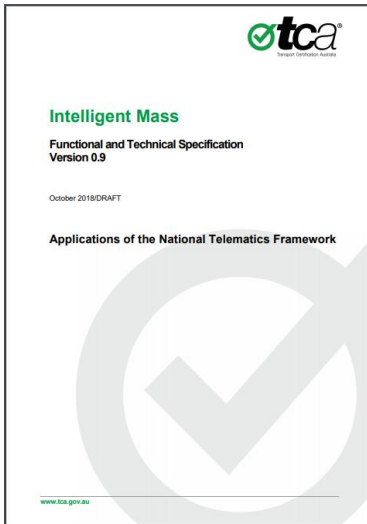 tca
Transport Certification Australia
Intelligent Mass
Functional and Technical Specification
Version 0.9
October 2018/DRAFT
Applications of the National Telematics Framework
www.tca.gov.au